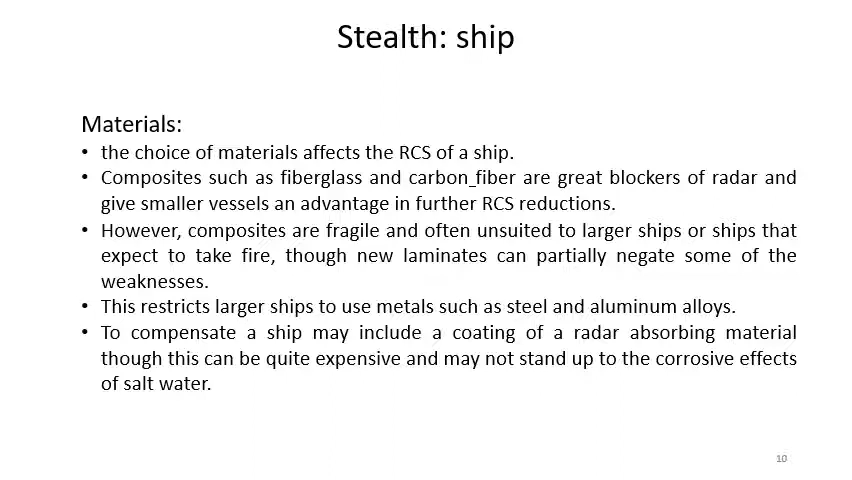 Stealth: ship
Materials:
• the choice of materials affects the RCS of a ship.
• Composites such as fiberglass and carbon_fiber are great blockers of radar and
give smaller vessels an advantage in further RCS reductions.
• However, composites are fragile and often unsuited to larger ships or ships that
expect to take fire, though new laminates can partially negate some of the
weaknesses.
• This restricts larger ships to use metals such as steel and aluminum alloys.
• To compensate a ship may include a coating of a radar absorbing material
though this can be quite expensive and may not stand up to the corrosive effects
of salt water.
10